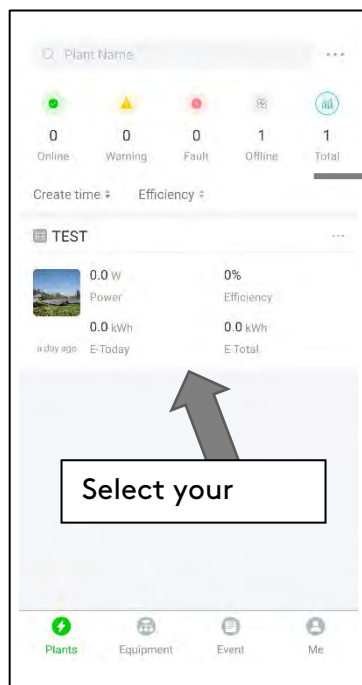 Plant Name
0 0 0 1 1
Online Warning Fault Offline Total
Create time Efficiency
TEST
0.0 W 0%
Power Efficiency
0.0 kWh 0.0 kWh
a day ago E-Today E-Total
Select your
Plants Equipment Event Me